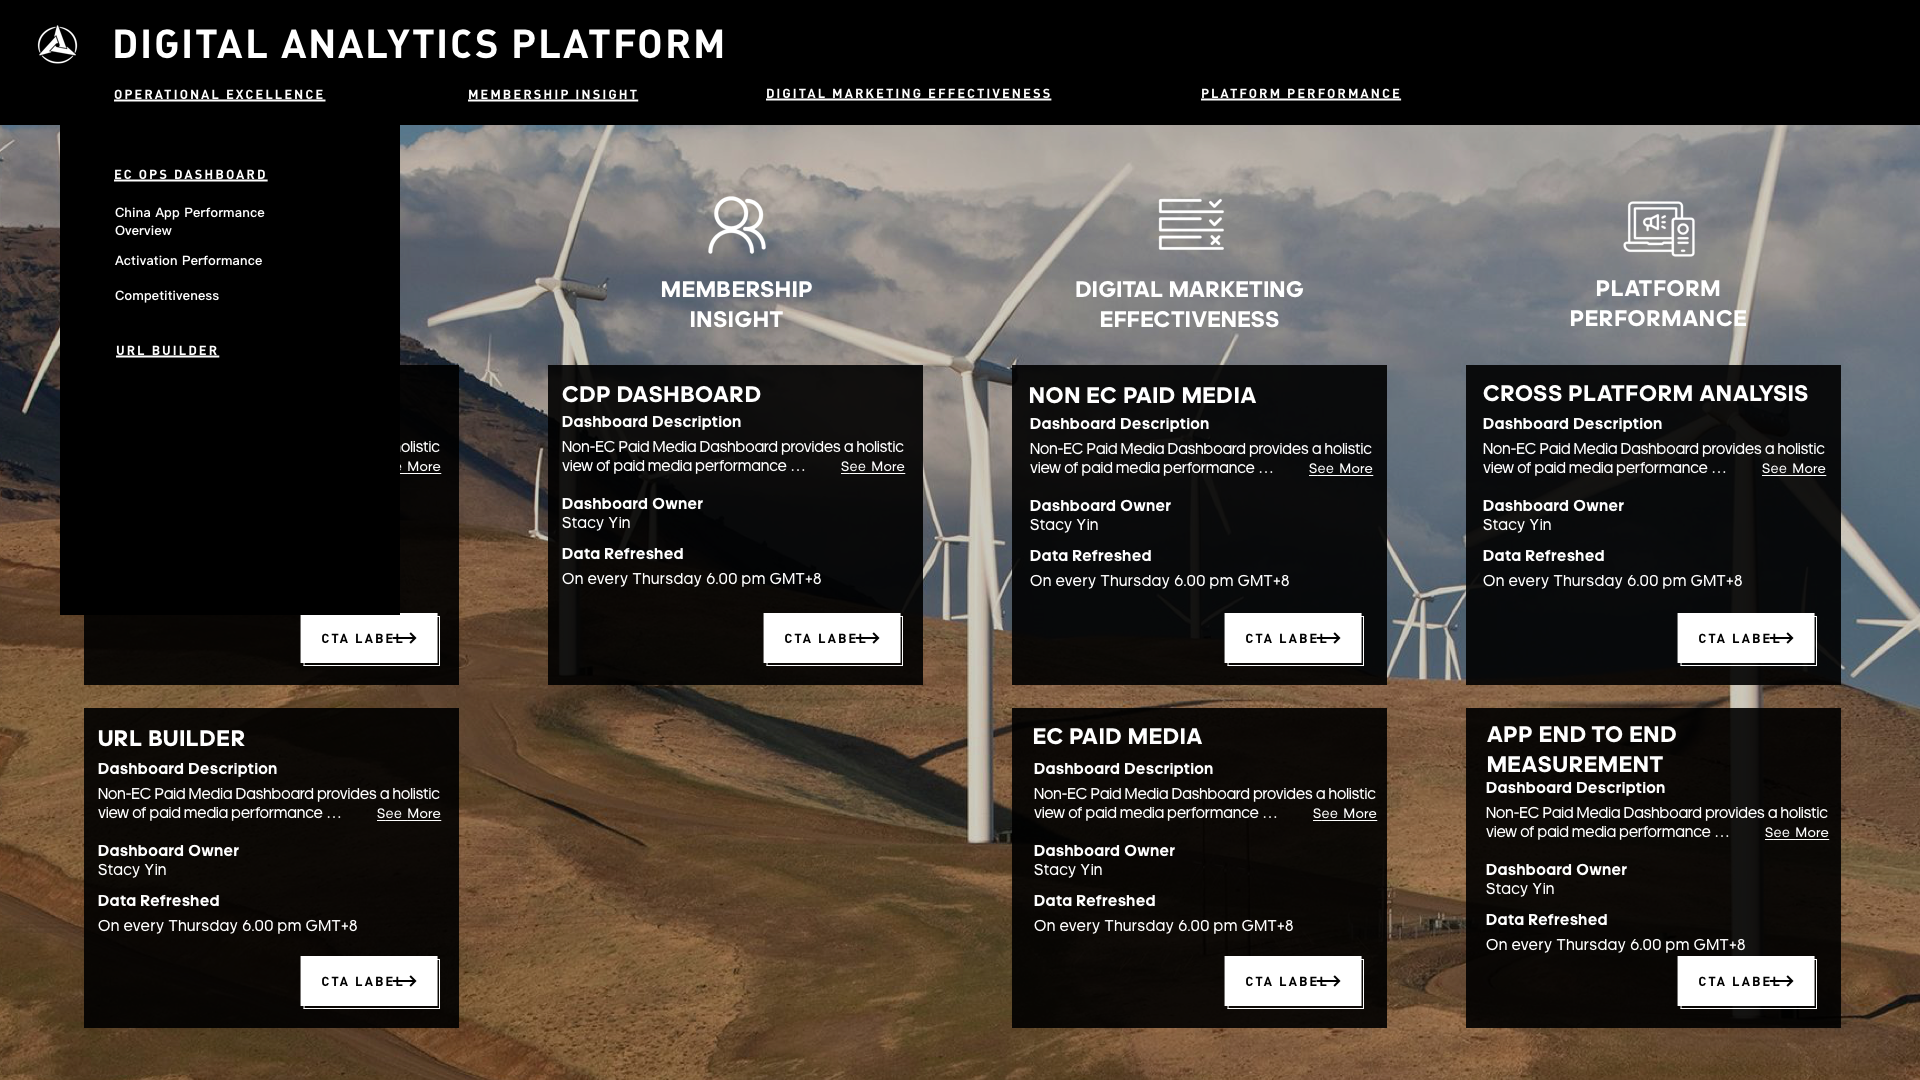 DIGITAL ANALYTICS PLATFORM
OPERATIONAL EXCELLENCE
MEMBERSHIP INSIGHT
DIGITAL MARKETING EFFECTIVENESS
PLATFORM PERFORMANCE
EC OPS DASHBOARD
China App Performance
Overview
Activation Performance
Competitiveness
URL BUILDER
olistic
More
CTA LABEL
URL BUILDER
Dashboard Description
Non-EC Paid Media Dashboard provides a holistic
view of paid media performance ... See More
Dashboard Owner
Stacy Yin
Data Refreshed
On every Thursday 6.00 pm GMT+8
CTA LABEL
MEMBERSHIP
INSIGHT
CDP DASHBOARD
Dashboard Description
Non-EC Paid Media Dashboard provides a holistic
view of paid media performance ... See More
Dashboard Owner
Stacy Yin
Data Refreshed
On every Thursday 6.00 pm GMT+8
CTA LABEL
DIGITAL MARKETING
EFFECTIVENESS
NON EC PAID MEDIA
Dashboard Description
Non-EC Paid Media Dashboard provides a holistic
view of paid media performance ... See More
Dashboard Owner
Stacy Yin
Data Refreshed
On every Thursday 6.00 pm GMT+8
CTA LABEL
EC PAID MEDIA
Dashboard Description
Non-EC Paid Media Dashboard provides a holistic
view of paid media performance ... See More
Dashboard Owner
Stacy Yin
Data Refreshed
On every Thursday 6.00 pm GMT+8
CTA LABEL
PLATFORM
PERFORMANCE
CROSS PLATFORM ANALYSIS
Dashboard Description
Non-EC Paid Media Dashboard provides a holistic
view of paid media performance ... See More
Dashboard Owner
Stacy Yin
Data Refreshed
On every Thursday 6.00 pm GMT+8
CTA LABEL
APP END TO END
MEASUREMENT
Dashboard Description
Non-EC Paid Media Dashboard provides a holistic
view of paid media performance ... See More
Dashboard Owner
Stacy Yin
Data Refreshed
On every Thursday 6.00 pm GMT+8
CTA LABEL